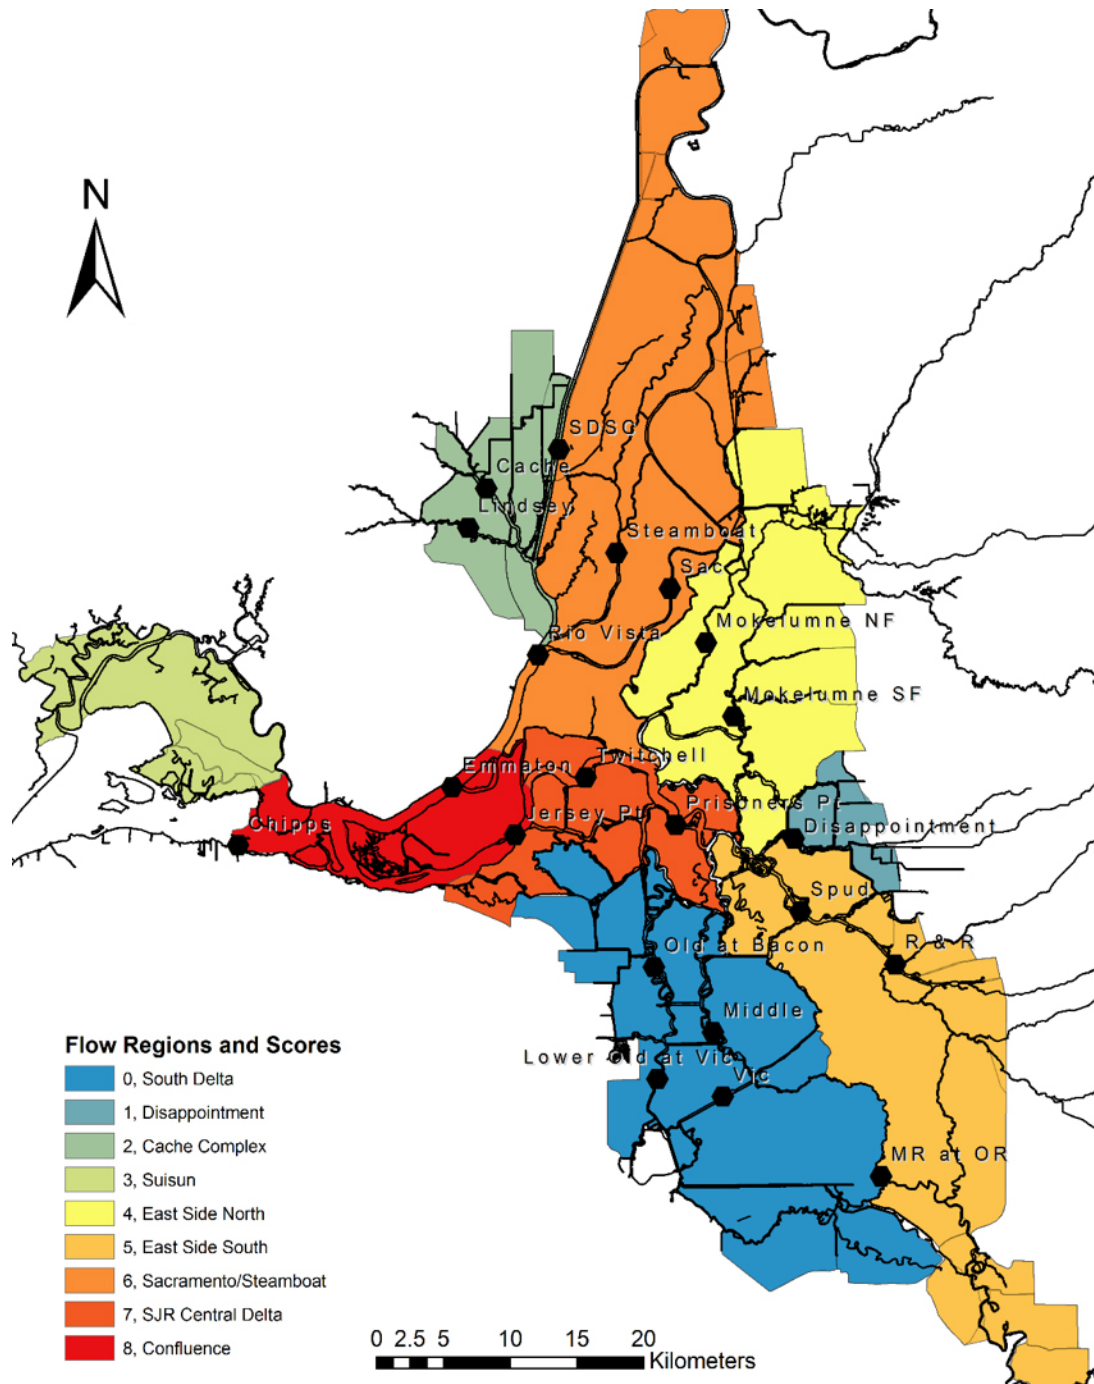 N
SDSC
Cache
Lindsey
Steamboat
Sac
Mokelumne NF
Rio Vista
Mokelumne SF
Twitchell
Emmaton
Prisoners Pt
Jersey Pt
Chipps
Disappointment
Spud
R & R
Old at Bacon
Middle
Lower Old at Vic
Vic
MR at OR
Flow Regions and Scores
0, South Delta
1, Disappointment
2, Cache Complex
3, Suisun
4, East Side North
5, East Side South
6, Sacramento/Steamboat
7, SJR Central Delta
8, Confluence
0 2.5 5 10 15 20
Kilometers